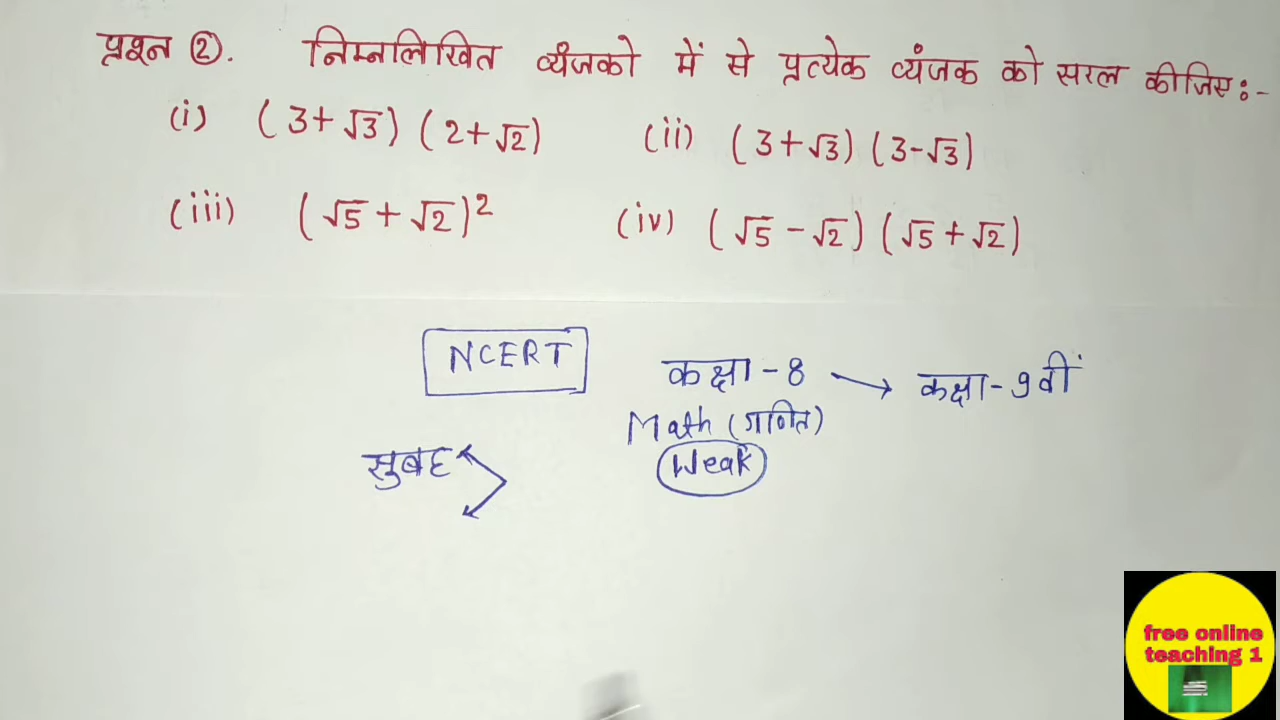 प्रश्न ②. निम्नलिखित व्यंजको में से प्रत्येक व्यंजक को सरल कीजिए:-
(i) (3+√3) (2+√2) (ii) (3+√3) (3-√3)
(iii) (√5 + √2)² (iv) (√5 - √2) (√5 + √2)
NCERT कक्षा-8 → कक्षा-9वीं
Math (गणित)
सुबह Weak
free online
teaching 1